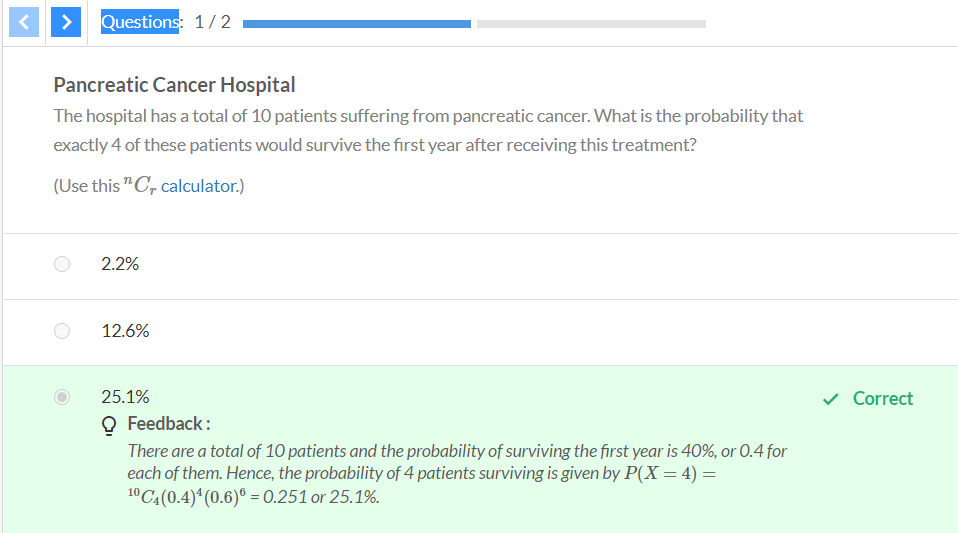 Questions: 1 / 2
Pancreatic Cancer Hospital
The hospital has a total of 10 patients suffering from pancreatic cancer. What is the probability that
exactly 4 of these patients would survive the first year after receiving this treatment?
(Use this ⁿCᵣ calculator.)
2.2%
12.6%
25.1%
Correct
Feedback :
There are a total of 10 patients and the probability of surviving the first year is 40%, or 0.4 for
each of them. Hence, the probability of 4 patients surviving is given by P(X = 4) =
¹⁰C₄(0.4)⁴(0.6)⁶ = 0.251 or 25.1%.